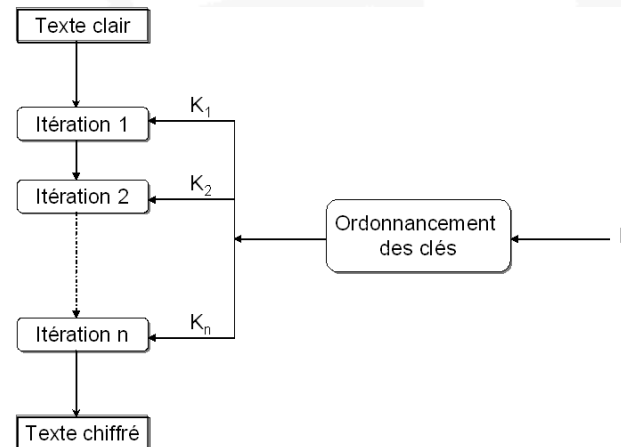 Texte clair
K1
Itération 1
K2
Itération 2
Ordonnancement
des clés
Kn
Itération n
Texte chiffré